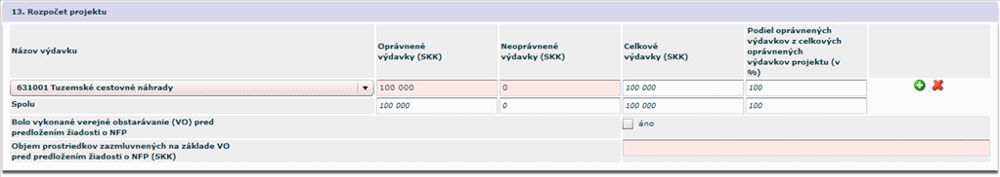 13. Rozpočet projektu
Názov výdavku
Oprávnené
výdavky (SKK)
Neoprávnené
výdavky (SKK)
Celkové
výdavky (SKK)
Podiel oprávnených
výdavkov z celkových
oprávnených
výdavkov projektu (v
%)
631001 Tuzemské cestovné náhrady 100 000 0 100 000 100
Spolu 100 000 0 100 000 100
Bolo vykonané verejné obstarávanie (VO) pred
predložením žiadosti o NFP
áno
Objem prostriedkov zazmluvnených na základe VO
pred predložením žiadosti o NFP (SKK)